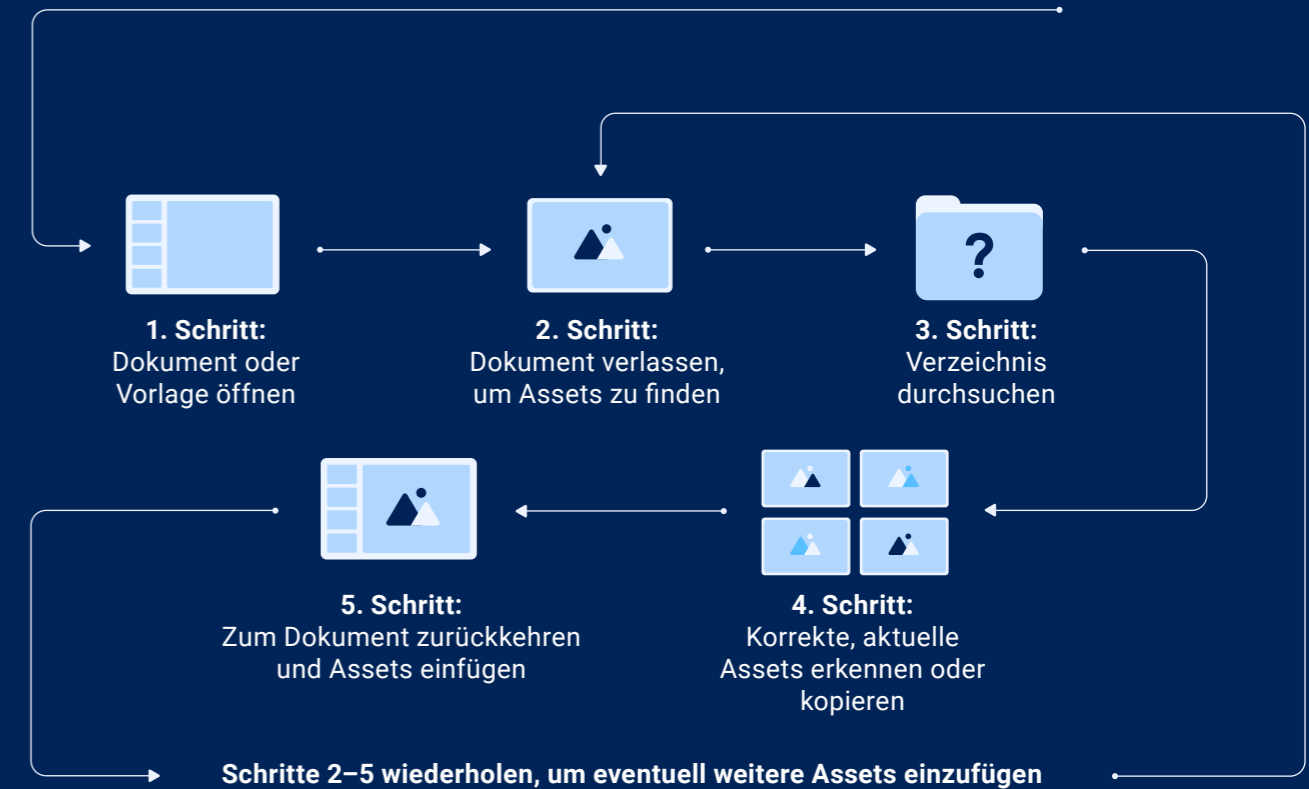 1. Schritt:
Dokument oder
Vorlage öffnen
2. Schritt:
Dokument verlassen,
um Assets zu finden
?
3. Schritt:
Verzeichnis
durchsuchen
4. Schritt:
Korrekte, aktuelle
Assets erkennen oder
kopieren
5. Schritt:
Zum Dokument zurückkehren
und Assets einfügen
Schritte 2–5 wiederholen, um eventuell weitere Assets einzufügen